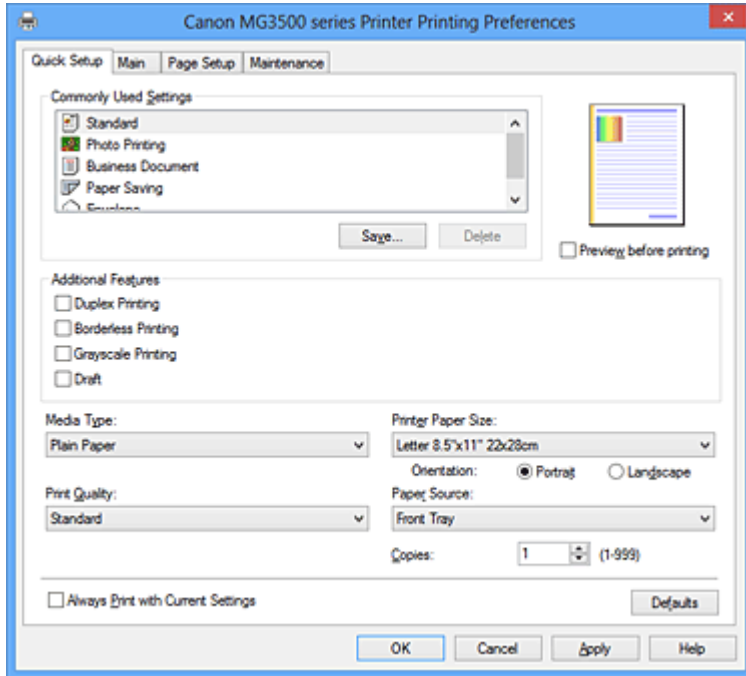 Canon MG3500 series Printer Printing Preferences
Quick Setup Main Page Setup Maintenance
Commonly Used Settings
Standard
Photo Printing
Business Document
Paper Saving
Envelope
Save... Delete
Preview before printing
Additional Features
Duplex Printing
Borderless Printing
Grayscale Printing
Draft
Media Type: Printer Paper Size:
Plain Paper Letter 8.5"x11" 22x28cm
Orientation: Portrait Landscape
Print Quality: Paper Source:
Standard Front Tray
Copies: 1 (1-999)
Always Print with Current Settings Defaults
OK Cancel Apply Help